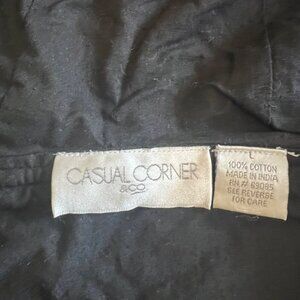 CASUAL CORNER
&CO
L
100% COTTON
MADE IN INDIA
RN# 69085
SEE REVERSE
FOR CARE